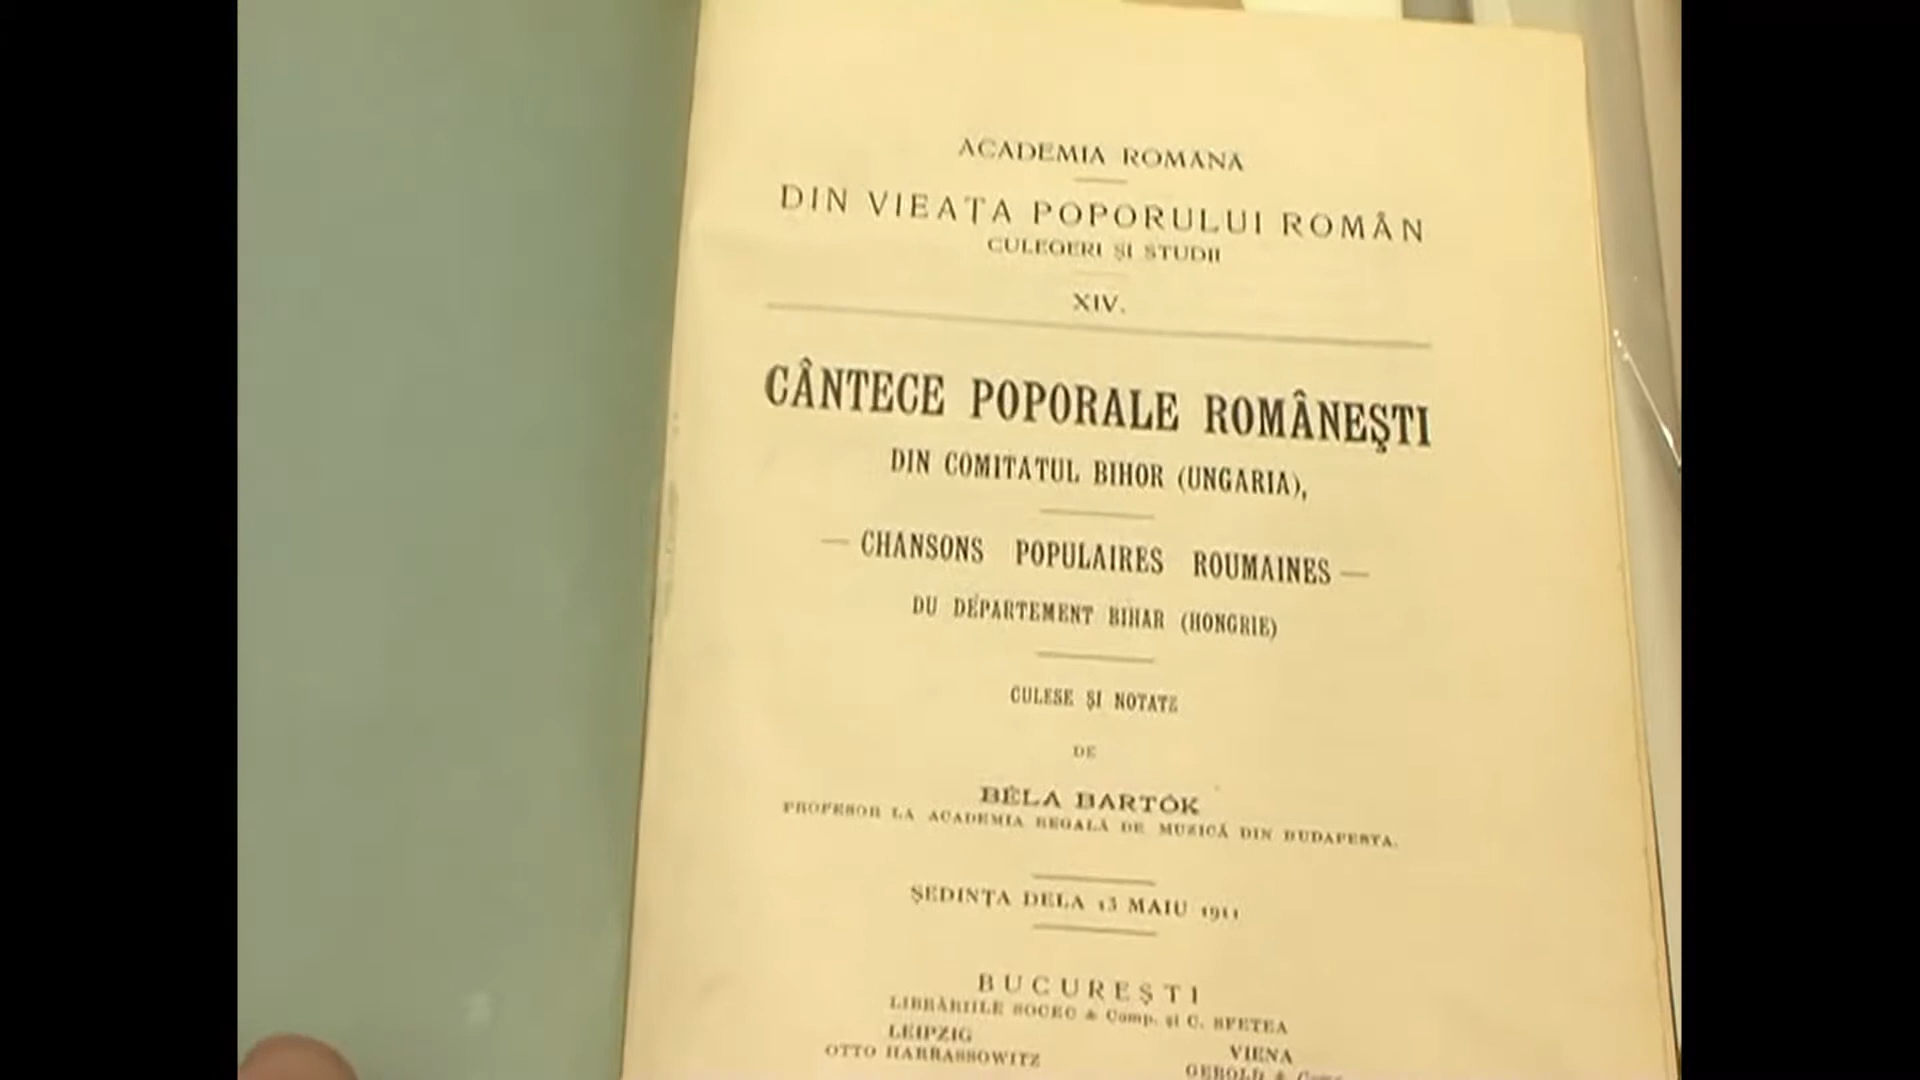 ACADEMIA ROMÂNĂ
DIN VIEAȚA POPORULUI ROMÂN
CULEGERI ȘI STUDII
XIV.
CÂNTECE POPORALE ROMÂNEȘTI
DIN COMITATUL BIHOR (UNGARIA),
— CHANSONS POPULAIRES ROUMAINES —
DU DÉPARTEMENT BIHAR (HONGRIE)
CULESE ȘI NOTATE
DE
BÉLA BARTÓK
PROFESOR LA ACADEMIA REGALĂ DE MUZICĂ DIN BUDAPESTA.
ȘEDINȚA DELA 13 MAIU 1911
BUCUREȘTI
LIBRĂRIILE SOCEC & Comp. și C. SFETEA
LEIPZIG
OTTO HARRASSOWITZ
VIENA
GEROLD & Comp.